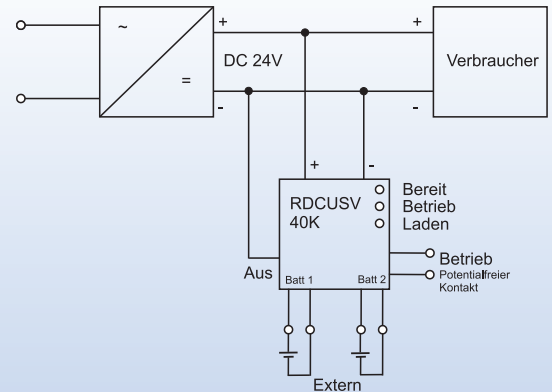 ~
=
+
DC 24V
-
+
Verbraucher
-
+
-
RDCUSV
40K
Bereit
Betrieb
Laden
Aus
Batt 1
Batt 2
Betrieb
Potentialfreier
Kontakt
Extern